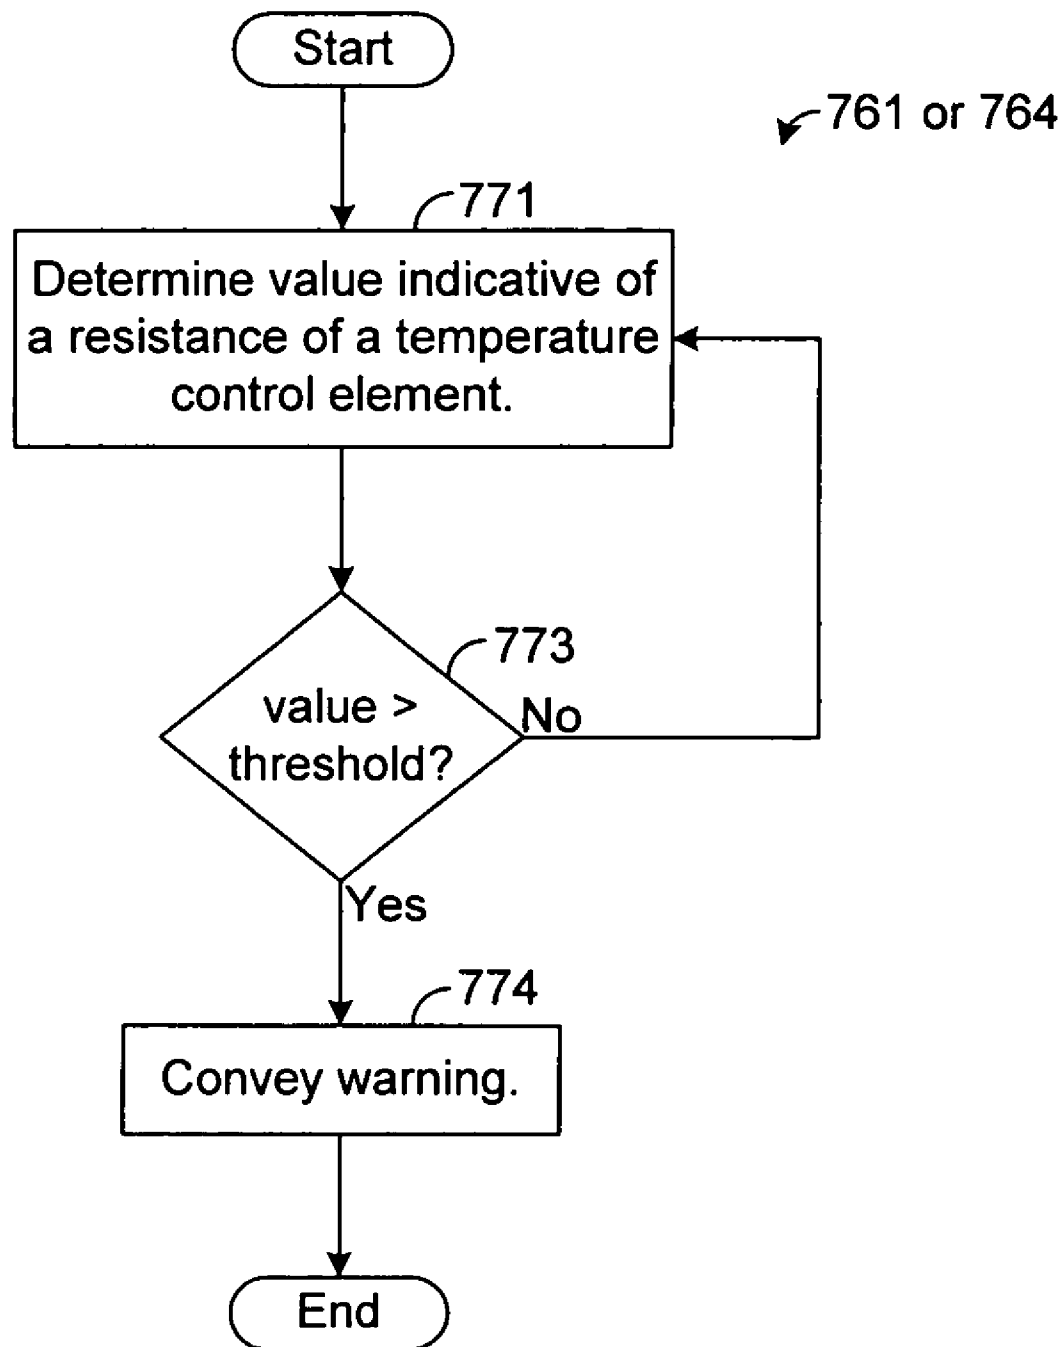 Start
761 or 764
771
Determine value indicative of
a resistance of a temperature
control element.
773
value >
threshold?
No
Yes
774
Convey warning.
End